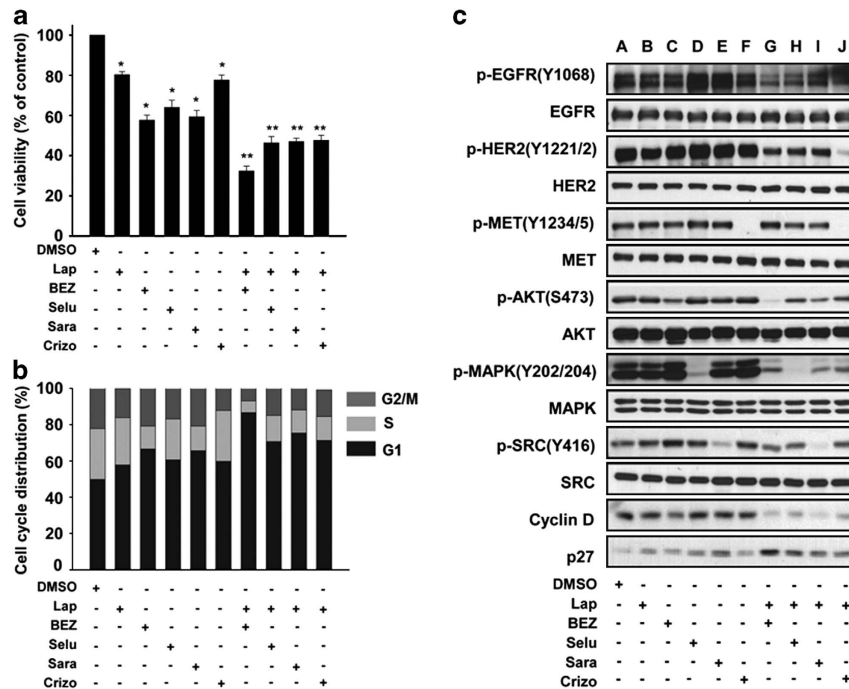 a
Cell viability (% of control)
100
80
60
40
20
0
* * * * * ** ** ** **
DMSO + - - - - - - - - -
Lap - + - - - - + + + +
BEZ - - + - - - + - - -
Selu - - - + - - - + - -
Sara - - - - + - - - + -
Crizo - - - - - + - - - +
b
Cell cycle distribution (%)
100
80
60
40
20
0
G2/M
S
G1
DMSO + - - - - - - - - -
Lap - + - - - - + + + +
BEZ - - + - - - + - - -
Selu - - - + - - - + - -
Sara - - - - + - - - + -
Crizo - - - - - + - - - +
c
A B C D E F G H I J
p-EGFR(Y1068)
EGFR
p-HER2(Y1221/2)
HER2
p-MET(Y1234/5)
MET
p-AKT(S473)
AKT
p-MAPK(Y202/204)
MAPK
p-SRC(Y416)
SRC
Cyclin D
p27
DMSO + - - - - - - - - -
Lap - + - - - - + + + +
BEZ - - + - - - + - - -
Selu - - - + - - - + - -
Sara - - - - + - - - + -
Crizo - - - - - + - - - +